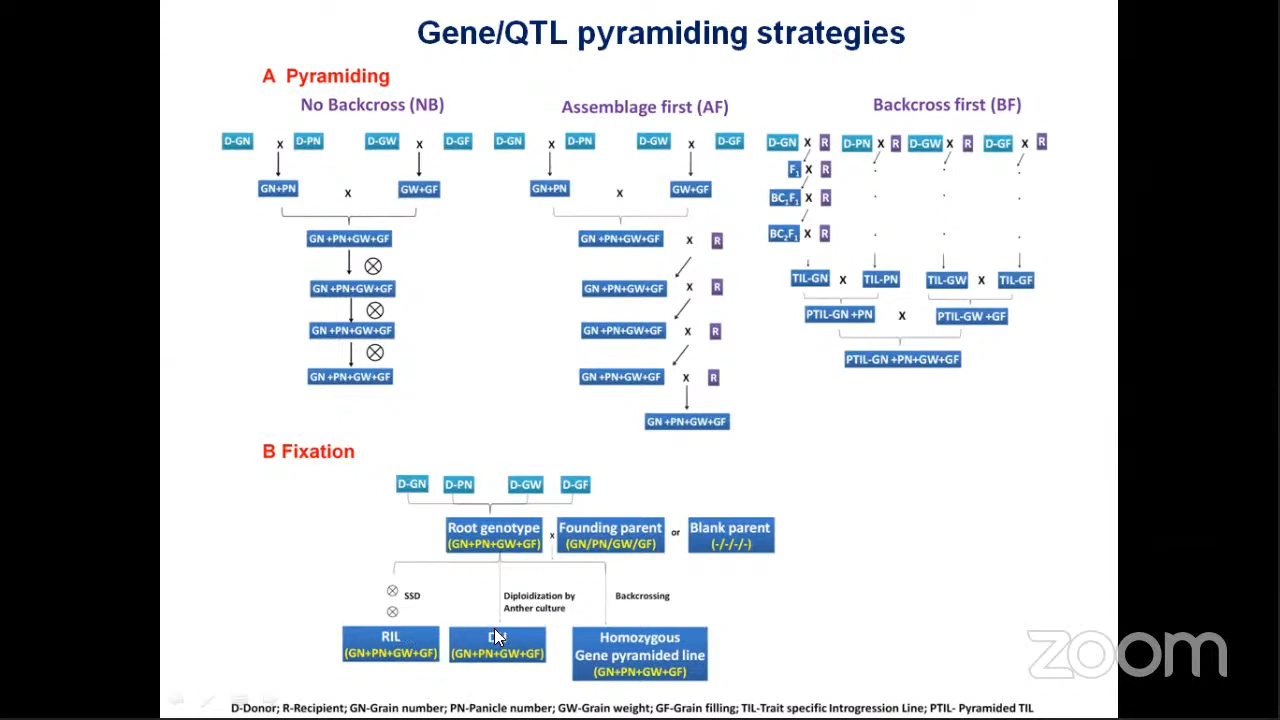 Gene/QTL pyramiding strategies
A Pyramiding
No Backcross (NB)
D-GN x D-PN D-GW x D-GF
GN+PN x GW+GF
GN +PN+GW+GF
GN +PN+GW+GF
GN +PN+GW+GF
GN +PN+GW+GF
Assemblage first (AF)
D-GN x D-PN D-GW x D-GF
GN+PN x GW+GF
GN +PN+GW+GF x R
GN +PN+GW+GF x R
GN +PN+GW+GF x R
GN +PN+GW+GF x R
GN +PN+GW+GF
Backcross first (BF)
D-GN X R D-PN X R D-GW X R D-GF X R
F1 X R
BC1F1 X R
BC2F1 X R
TIL-GN X TIL-PN TIL-GW X TIL-GF
PTIL-GN +PN X PTIL-GW +GF
PTIL-GN +PN+GW+GF
B Fixation
D-GN D-PN D-GW D-GF
Root genotype x Founding parent or Blank parent
(GN+PN+GW+GF) (GN/PN/GW/GF) (-/-/-/-)
SSD
Diploidization by
Anther culture
Backcrossing
RIL
(GN+PN+GW+GF)
(GN+PN+GW+GF)
Homozygous
Gene pyramided line
(GN+PN+GW+GF)
zoom
D-Donor; R-Recipient; GN-Grain number; PN-Panicle number; GW-Grain weight; GF-Grain filling; TIL-Trait specific Introgression Line; PTIL- Pyramided TIL